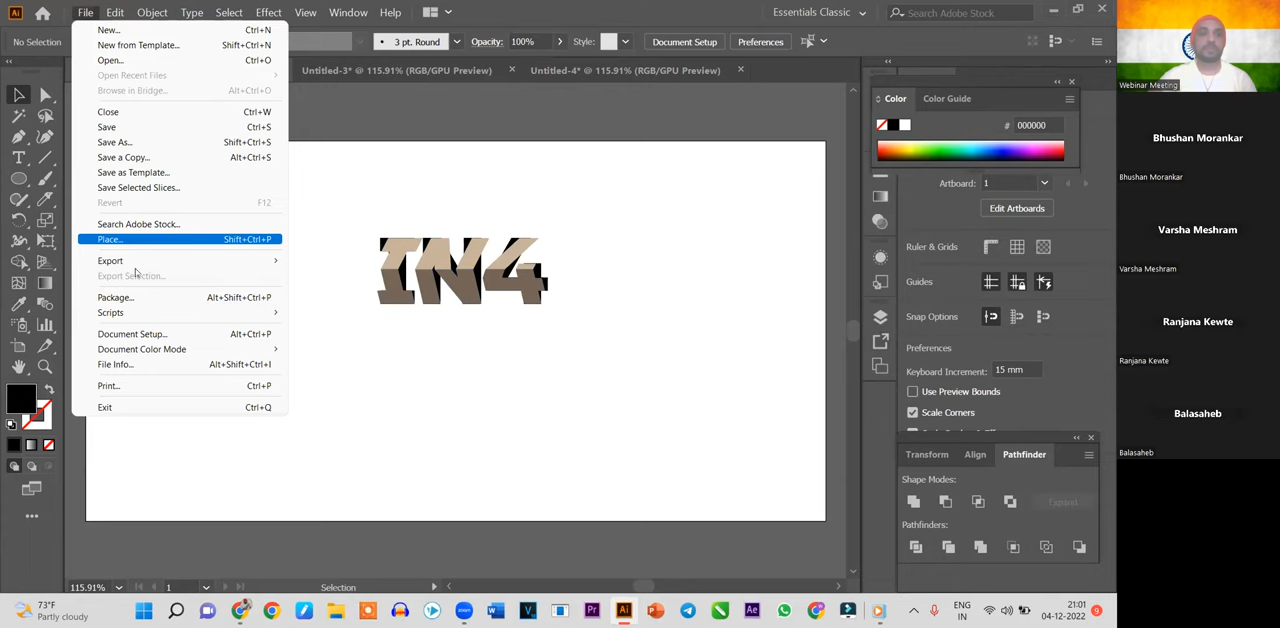 Ai File Edit Object Type Select Effect View Window Help Essentials Classic Search Adobe Stock
No Selection 3 pt. Round Opacity: 100% Style: Document Setup Preferences
Untitled-3* @ 115.91% (RGB/GPU Preview) Untitled-4* @ 115.91% (RGB/GPU Preview)
New... Ctrl+N
New from Template... Shift+Ctrl+N
Open... Ctrl+O
Open Recent Files
Browse in Bridge... Alt+Ctrl+O
Close Ctrl+W
Save Ctrl+S
Save As... Shift+Ctrl+S
Save a Copy... Alt+Ctrl+S
Save as Template...
Save Selected Slices...
Revert F12
Search Adobe Stock...
Place... Shift+Ctrl+P
Export
Export Selection...
Package... Alt+Shift+Ctrl+P
Scripts
Document Setup... Alt+Ctrl+P
Document Color Mode
File Info... Alt+Shift+Ctrl+I
Print... Ctrl+P
Exit Ctrl+Q
IN4
Color Color Guide
# 000000
Artboard: 1
Edit Artboards
Ruler & Grids
Guides
Snap Options
Preferences
Keyboard Increment: 15 mm
Use Preview Bounds
Scale Corners
Transform Align Pathfinder
Shape Modes:
Expand
Pathfinders:
115.91% 1 Selection
Webinar Meeting
Bhushan Morankar
Bhushan Morankar
Varsha Meshram
Varsha Meshram
Ranjana Kewte
Ranjana Kewte
Balasaheb
Balasaheb
73°F
Partly cloudy
Pr Ai Ae
ENG
IN
21:01
04-12-2022
9